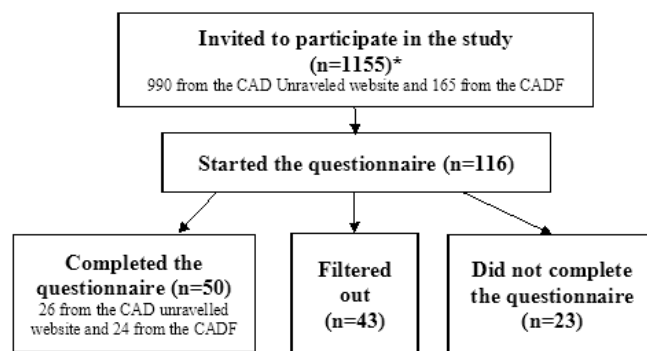 Invited to participate in the study
(n=1155)*
990 from the CAD Unraveled website and 165 from the CADF
Started the questionnaire (n=116)
Completed the
questionnaire (n=50)
26 from the CAD unravelled
website and 24 from the CADF
Filtered
out
(n=43)
Did not complete
the questionnaire
(n=23)